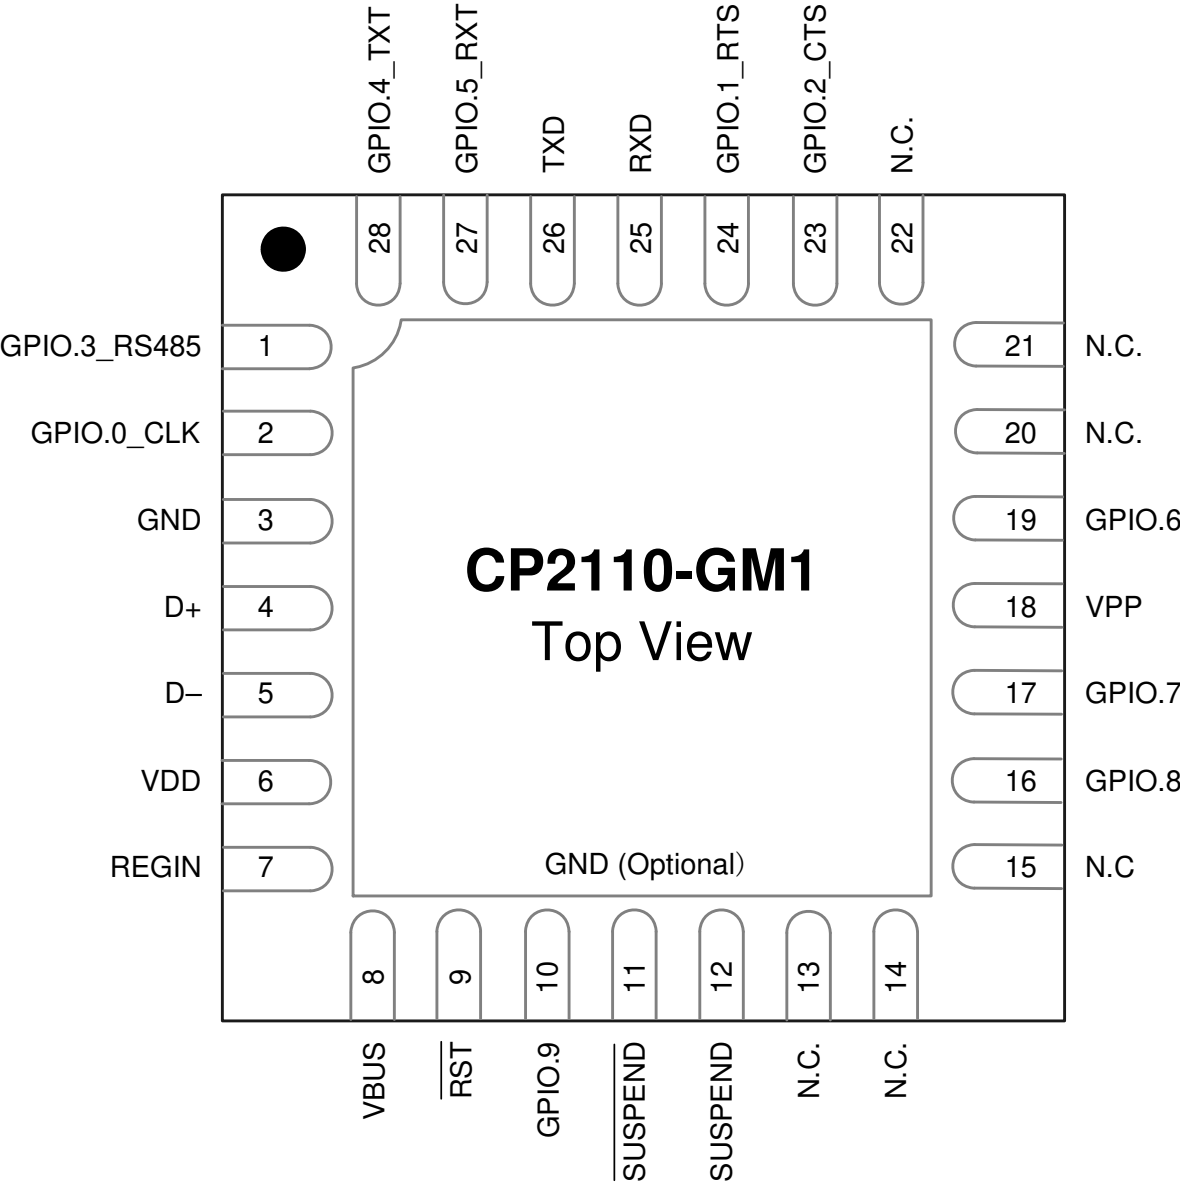 GPIO.4_TXT
GPIO.5_RXT
TXD
RXD
GPIO.1_RTS
GPIO.2_CTS
N.C.
28
27
26
25
24
23
22
GPIO.3_RS485 1
GPIO.0_CLK 2
GND 3
D+ 4
D– 5
VDD 6
REGIN 7
21 N.C.
20 N.C.
19 GPIO.6
18 VPP
17 GPIO.7
16 GPIO.8
15 N.C
CP2110-GM1
Top View
GND (Optional)
8
9
10
11
12
13
14
VBUS
RST
GPIO.9
SUSPEND
SUSPEND
N.C.
N.C.